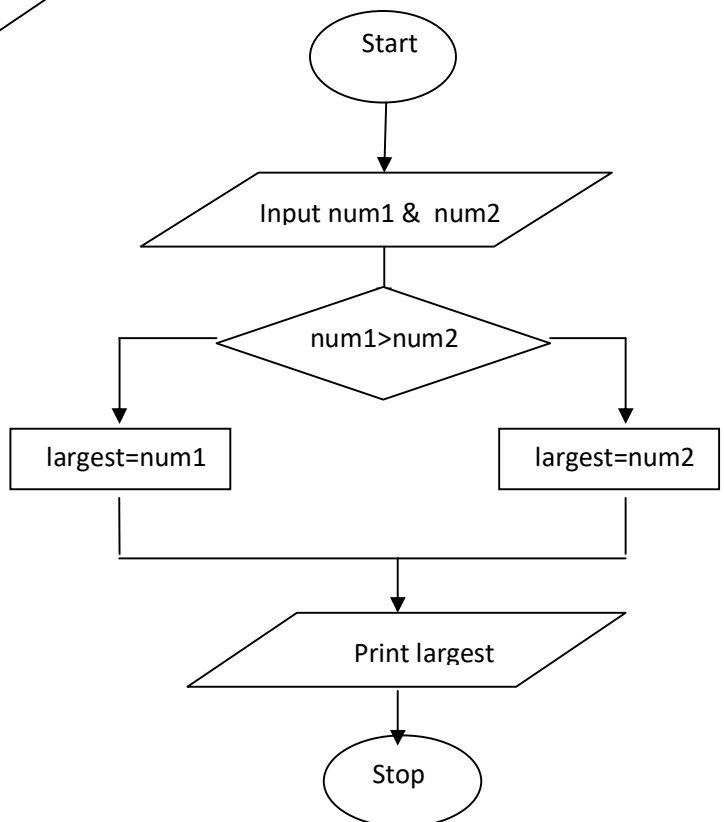 Start
Input num1 & num2
num1>num2
largest=num1
largest=num2
Print largest
Stop